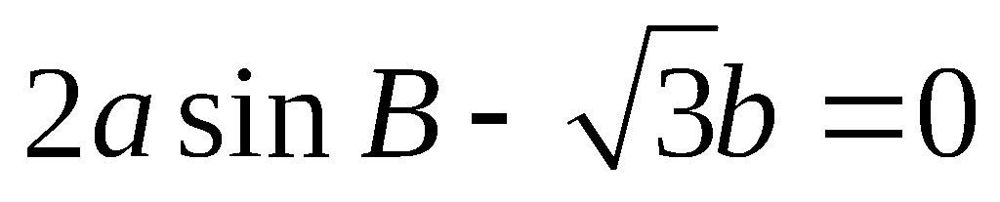 2a sin B - √3b = 0